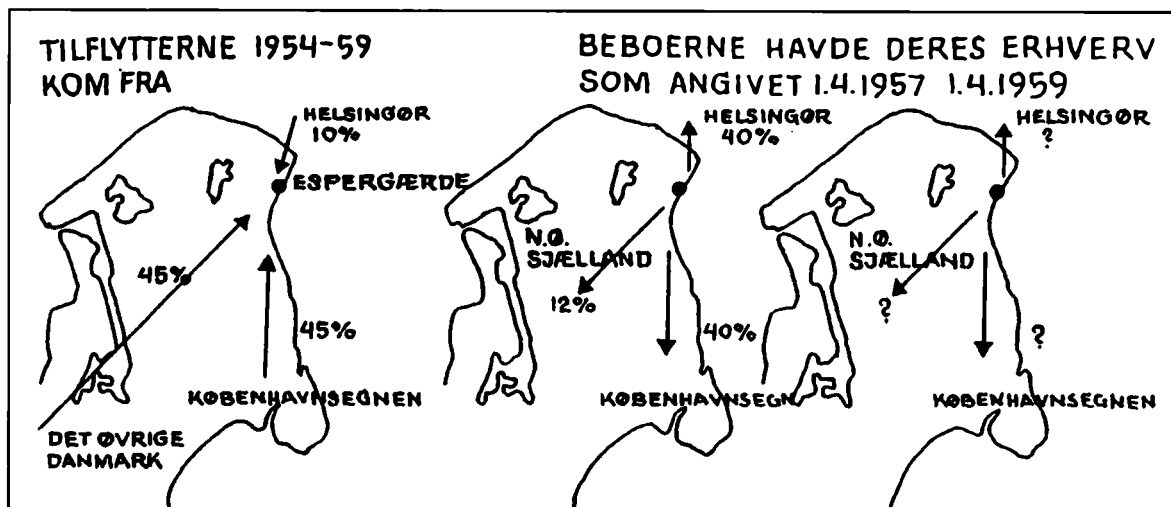 TILFLYTTERNE 1954-59
KOM FRA
HELSINGØR
10%
ESPERGÆRDE
45%
45%
KØBENHAVNSEGNEN
DET ØVRIGE
DANMARK
BEBOERNE HAVDE DERES ERHVERV
SOM ANGIVET 1.4.1957 1.4.1959
HELSINGØR
40%
N.Ø.
SJÆLLAND
12%
40%
KØBENHAVNSEGN
HELSINGØR
?
N.Ø.
SJÆLLAND
?
?
KØBENHAVNSEGNEN